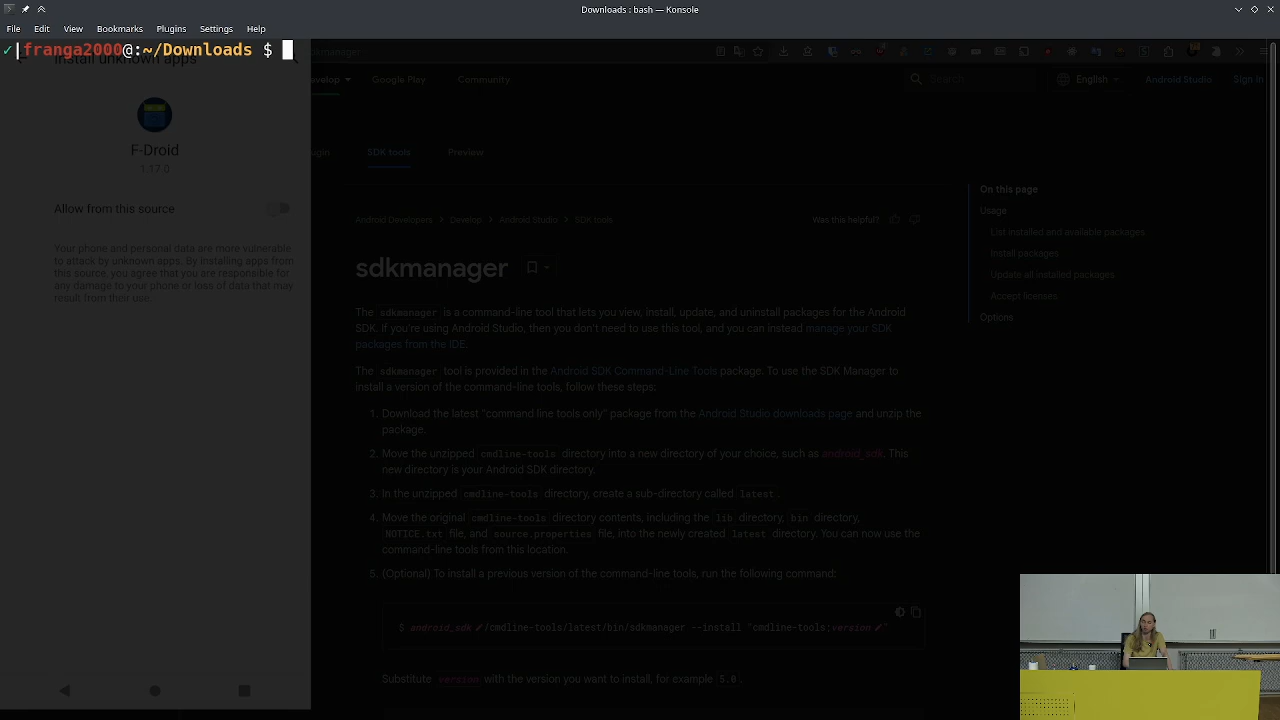 File Edit View Bookmarks Plugins Settings Help
✓|franga2000@:~/Downloads $
Install unknown apps
F-Droid
1.17.0
Allow from this source
Your phone and personal data are more vulnerable
to attack by unknown apps. By installing apps from
this source, you agree that you are responsible for
any damage to your phone or loss of data that may
result from their use.
sdkmanager
evelop Google Play Community
Search
English
Android Studio
Sign in
lugin SDK tools Preview
Android Developers > Develop > Android Studio > SDK tools
Was this helpful?
sdkmanager
The sdkmanager is a command-line tool that lets you view, install, update, and uninstall packages for the Android
SDK. If you're using Android Studio, then you don't need to use this tool, and you can instead manage your SDK
packages from the IDE.
The sdkmanager tool is provided in the Android SDK Command-Line Tools package. To use the SDK Manager to
install a version of the command-line tools, follow these steps:
1. Download the latest "command line tools only" package from the Android Studio downloads page and unzip the
package.
2. Move the unzipped cmdline-tools directory into a new directory of your choice, such as android_sdk. This
new directory is your Android SDK directory.
3. In the unzipped cmdline-tools directory, create a sub-directory called latest.
4. Move the original cmdline-tools directory contents, including the lib directory, bin directory,
NOTICE.txt file, and source.properties file, into the newly created latest directory. You can now use the
command-line tools from this location.
5. (Optional) To install a previous version of the command-line tools, run the following command:
$ android_sdk/cmdline-tools/latest/bin/sdkmanager --install "cmdline-tools;version"
Substitute version with the version you want to install, for example 5.0.
On this page
Usage
List installed and available packages
Install packages
Update all installed packages
Accept licenses
Options